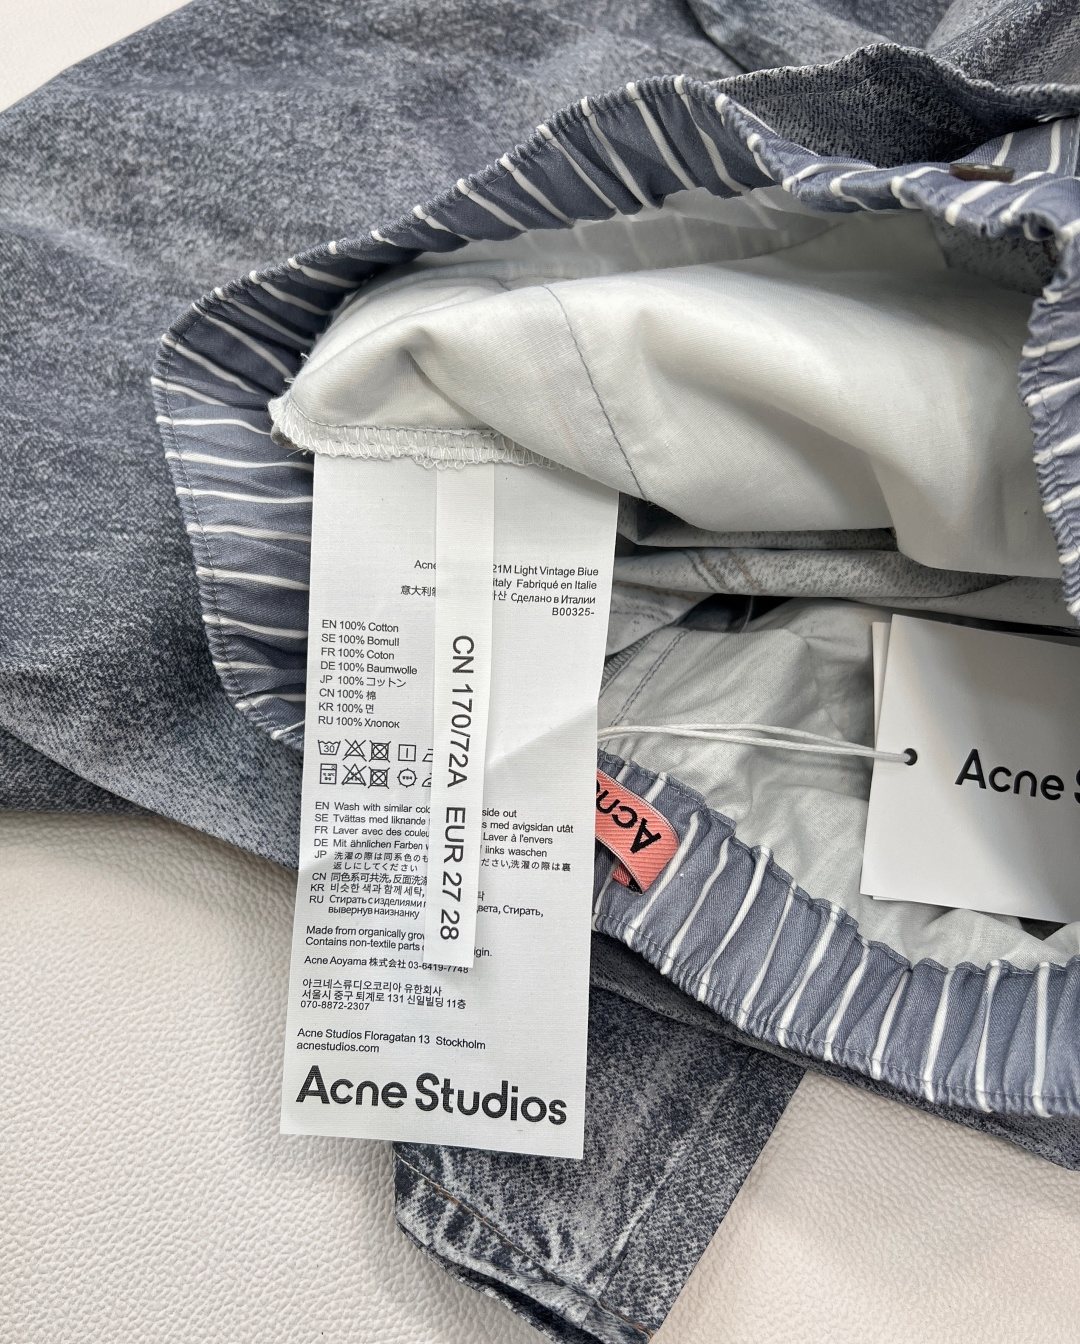 Acne
21M Light Vintage Blue
意大利
Italy Fabriqué en Italie
산 Сделано в Италии
B00325-
EN 100% Cotton
SE 100% Bomull
FR 100% Coton
DE 100% Baumwolle
JP 100% コットン
CN 100% 棉
KR 100% 면
RU 100% Хлопок
30
EN Wash with similar side out
SE Tvättas med liknande s med avigsidan utåt
FR Laver avec des Laver à l'envers
DE Mit ähnlichen Farben links waschen
JP 洗濯の際は同系色のも ださい,洗濯の際は裏
返しにしてください
CN 同色系可共洗,反面洗涤
KR 비슷한 색과 함께 세탁, 탁
RU Стирать с изделиями цвета, Стирать,
вывернув наизнанку
Made from organically
Contains non-textile parts origin.
Acne Aoyama 株式会社 03-6419-7748
아크네스튜디오코리아 유한회사
서울시 중구 퇴계로 131 신일빌딩 11층
070-8872-2307
Acne Studios Floragatan 13 Stockholm
acnestudios.com
Acne Studios
CN 170/72A EUR 27 28
Acne
Acne S